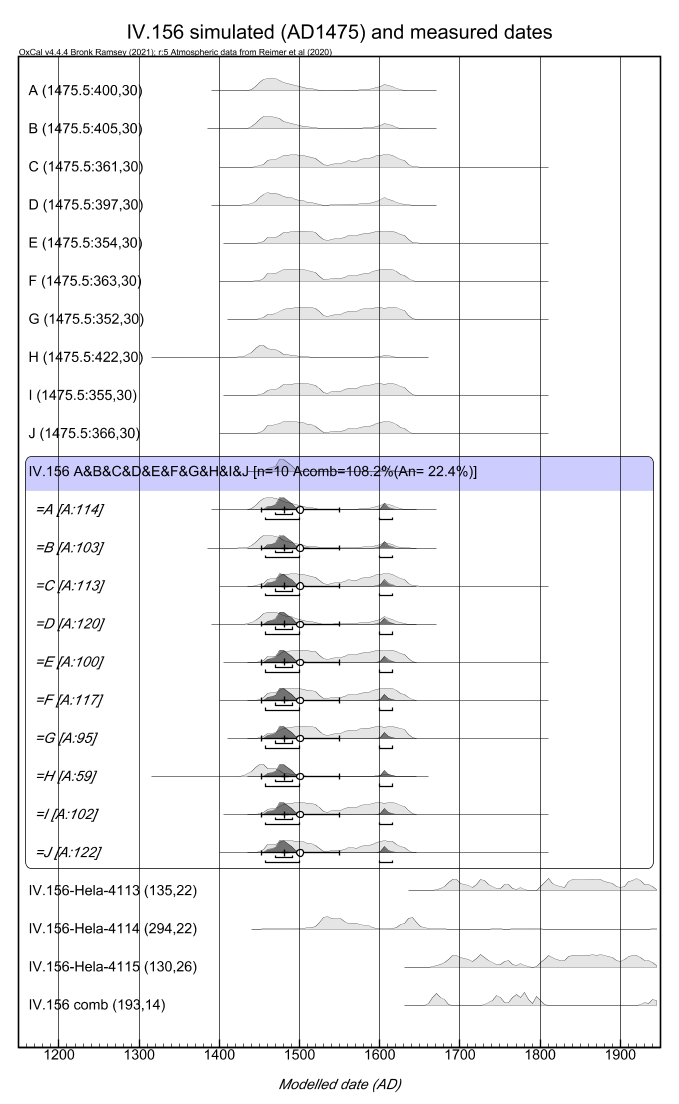 IV.156 simulated (AD1475) and measured dates
OxCal v4.4.4 Bronk Ramsey (2021); r:5 Atmospheric data from Reimer et al (2020)
A (1475.5:400,30)
B (1475.5:405,30)
C (1475.5:361,30)
D (1475.5:397,30)
E (1475.5:354,30)
F (1475.5:363,30)
G (1475.5:352,30)
H (1475.5:422,30)
I (1475.5:355,30)
J (1475.5:366,30)
IV.156 A&B&C&D&E&F&G&H&I&J [n=10 Acomb=108.2%(An= 22.4%)]
=A [A:114]
=B [A:103]
=C [A:113]
=D [A:120]
=E [A:100]
=F [A:117]
=G [A:95]
=H [A:59]
=I [A:102]
=J [A:122]
IV.156-Hela-4113 (135,22)
IV.156-Hela-4114 (294,22)
IV.156-Hela-4115 (130,26)
IV.156 comb (193,14)
1200 1300 1400 1500 1600 1700 1800 1900
Modelled date (AD)